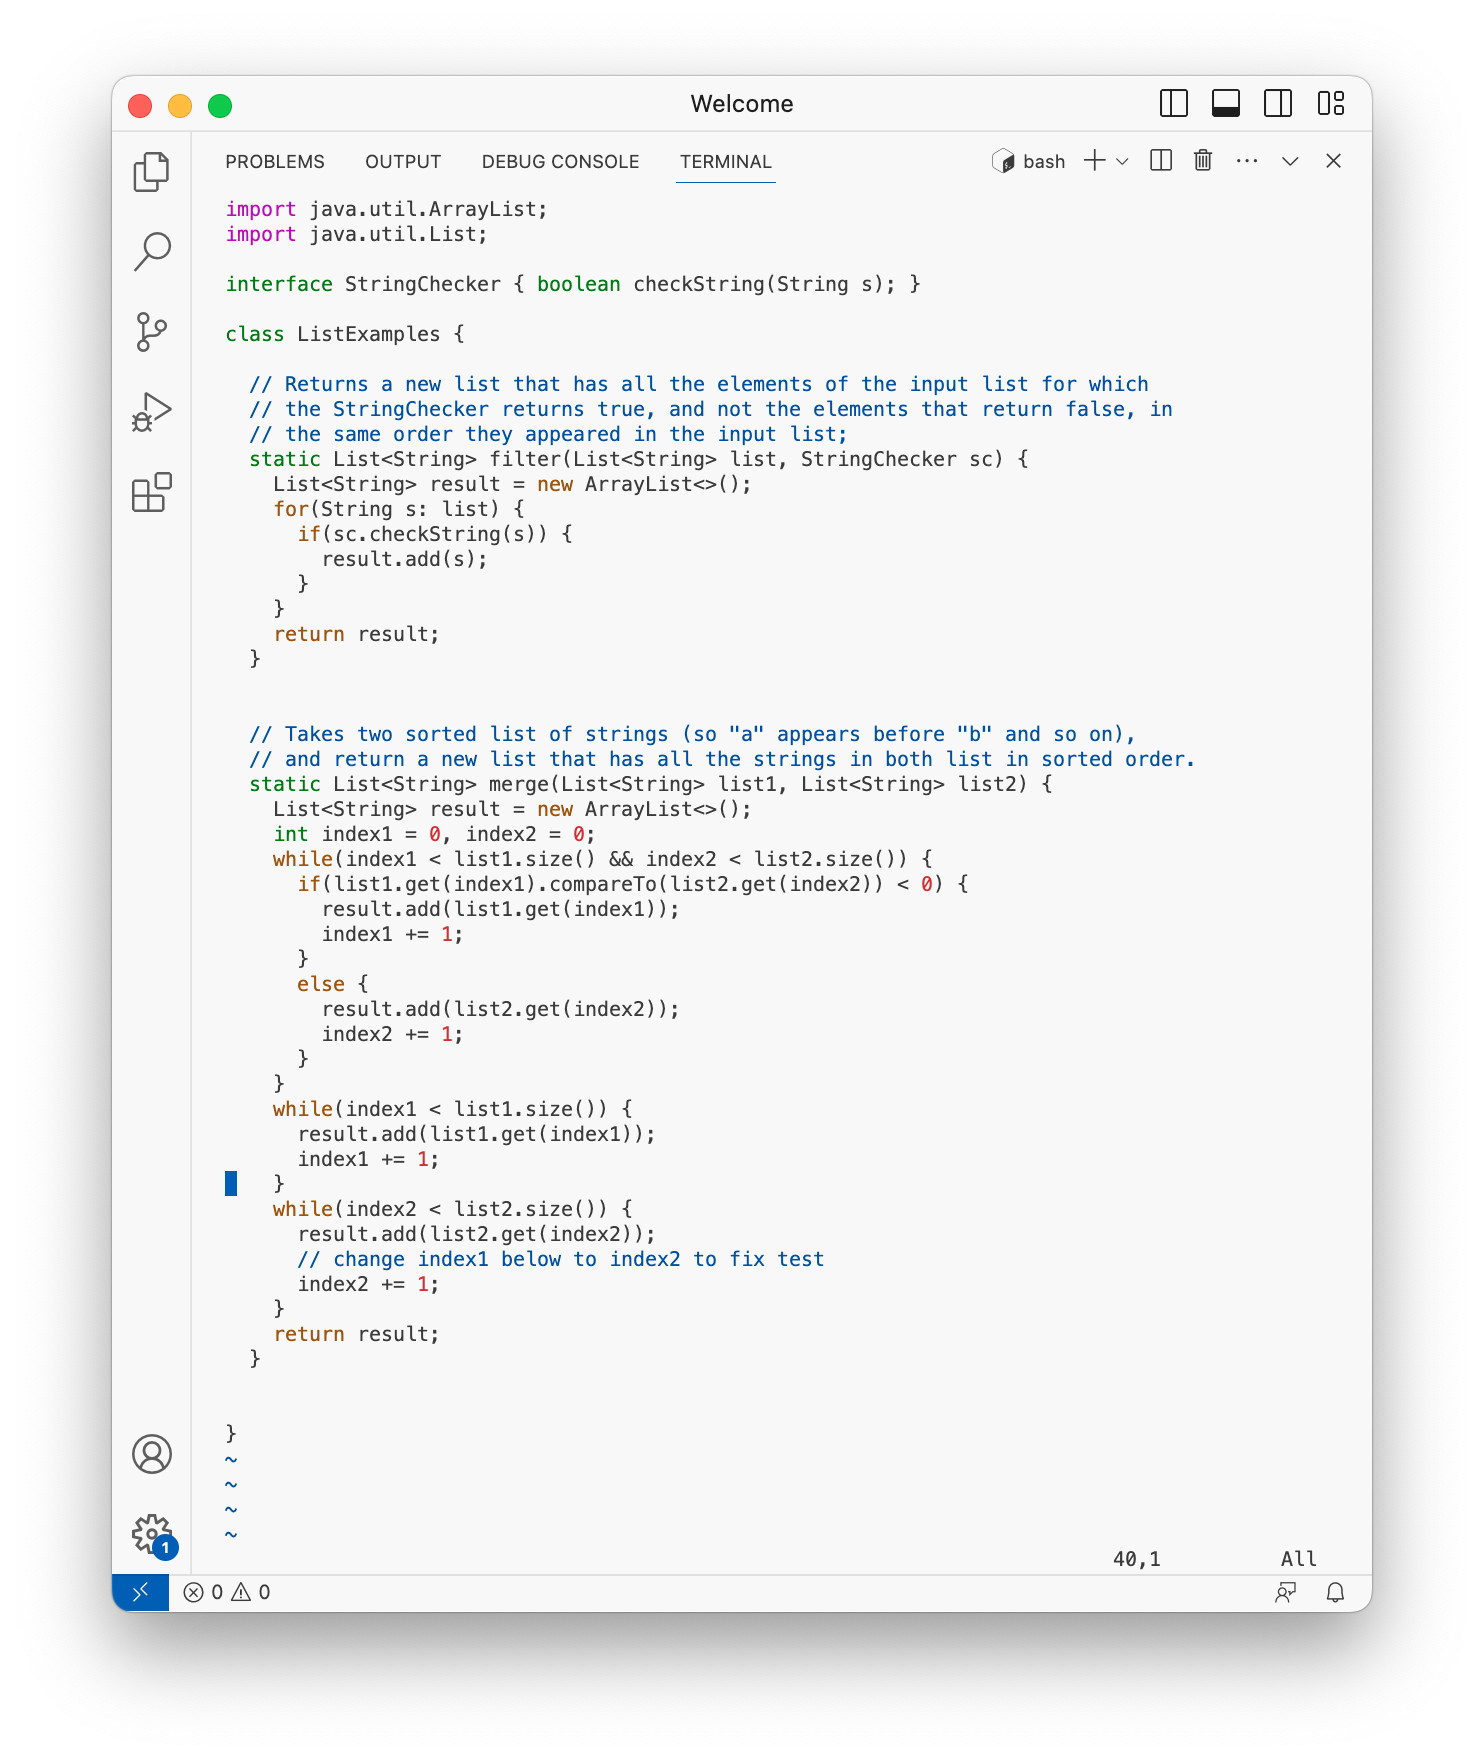 Welcome
PROBLEMS OUTPUT DEBUG CONSOLE TERMINAL bash
import java.util.ArrayList;
import java.util.List;

interface StringChecker { boolean checkString(String s); }

class ListExamples {

  // Returns a new list that has all the elements of the input list for which
  // the StringChecker returns true, and not the elements that return false, in
  // the same order they appeared in the input list;
  static List<String> filter(List<String> list, StringChecker sc) {
    List<String> result = new ArrayList<>();
    for(String s: list) {
      if(sc.checkString(s)) {
        result.add(s);
      }
    }
    return result;
  }


  // Takes two sorted list of strings (so "a" appears before "b" and so on),
  // and return a new list that has all the strings in both list in sorted order.
  static List<String> merge(List<String> list1, List<String> list2) {
    List<String> result = new ArrayList<>();
    int index1 = 0, index2 = 0;
    while(index1 < list1.size() && index2 < list2.size()) {
      if(list1.get(index1).compareTo(list2.get(index2)) < 0) {
        result.add(list1.get(index1));
        index1 += 1;
      }
      else {
        result.add(list2.get(index2));
        index2 += 1;
      }
    }
    while(index1 < list1.size()) {
      result.add(list1.get(index1));
      index1 += 1;
    }
    while(index2 < list2.size()) {
      result.add(list2.get(index2));
      // change index1 below to index2 to fix test
      index2 += 1;
    }
    return result;
  }


}
~
~
~
~
1
40,1 All
0 0